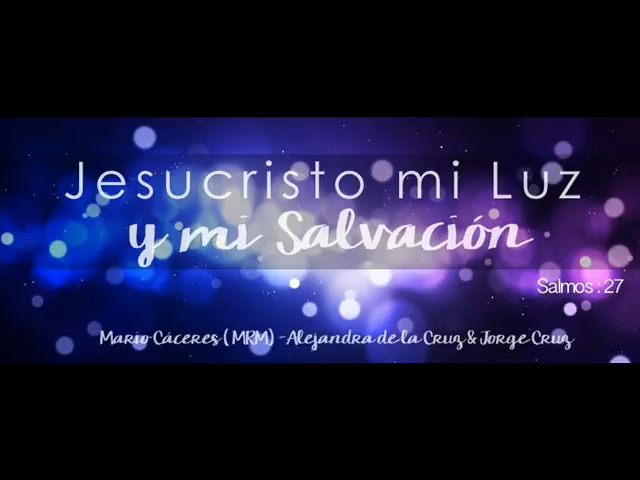 Jesucristo mi Luz
y mi Salvación
Salmos : 27
Mario Cáceres ( MRM ) - Alejandra de la Cruz & Jorge Cruz